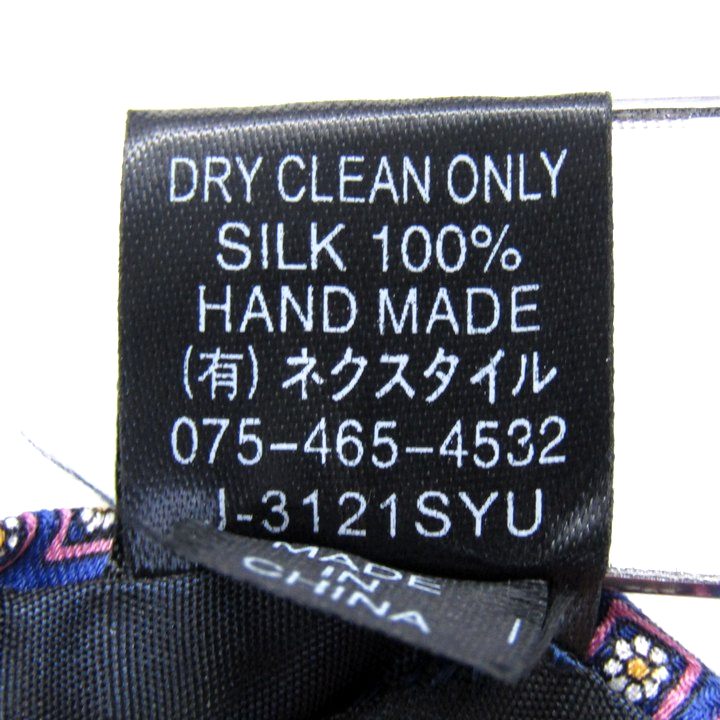 DRY CLEAN ONLY
SILK 100%
HAND MADE
(有) ネクスタイル
075-465-4532
J-3121SYU
MADE
IN
CHINA